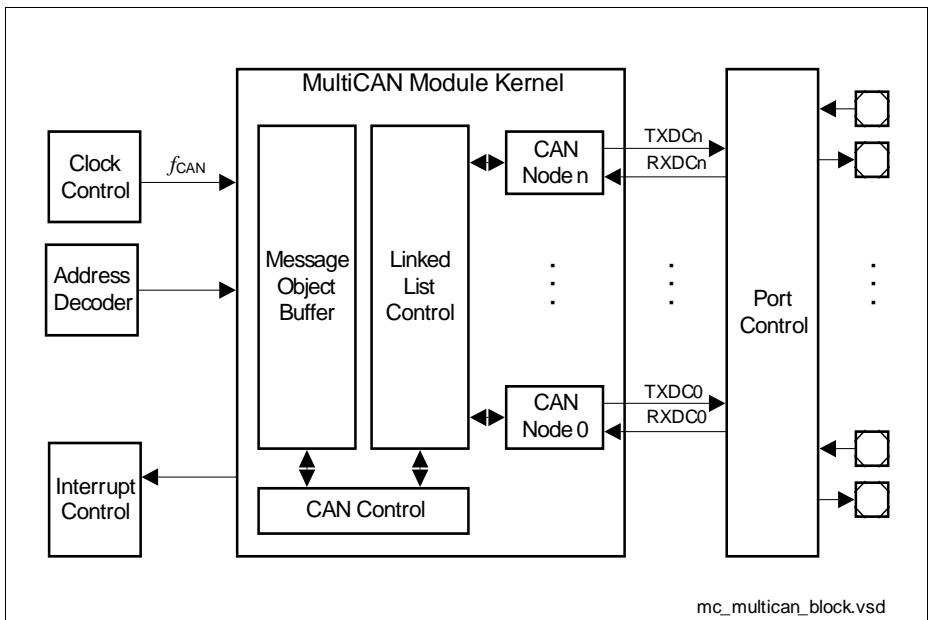 MultiCAN Module Kernel
Clock
Control
fCAN
Address
Decoder
Interrupt
Control
Message
Object
Buffer
Linked
List
Control
CAN
Node n
CAN
Node 0
CAN Control
TXDCn
RXDCn
TXDC0
RXDC0
Port
Control
mc_multican_block.vsd